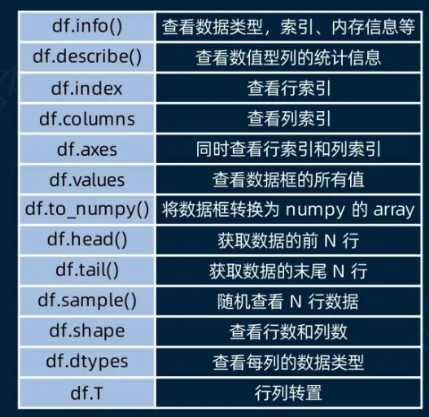 df.info() 查看数据类型，索引、内存信息等
df.describe() 查看数值型列的统计信息
df.index 查看行索引
df.columns 查看列索引
df.axes 同时查看行索引和列索引
df.values 查看数据框的所有值
df.to_numpy() 将数据框转换为 numpy 的 array
df.head() 获取数据的前 N 行
df.tail() 获取数据的末尾 N 行
df.sample() 随机查看 N 行数据
df.shape 查看行数和列数
df.dtypes 查看每列的数据类型
df.T 行列转置